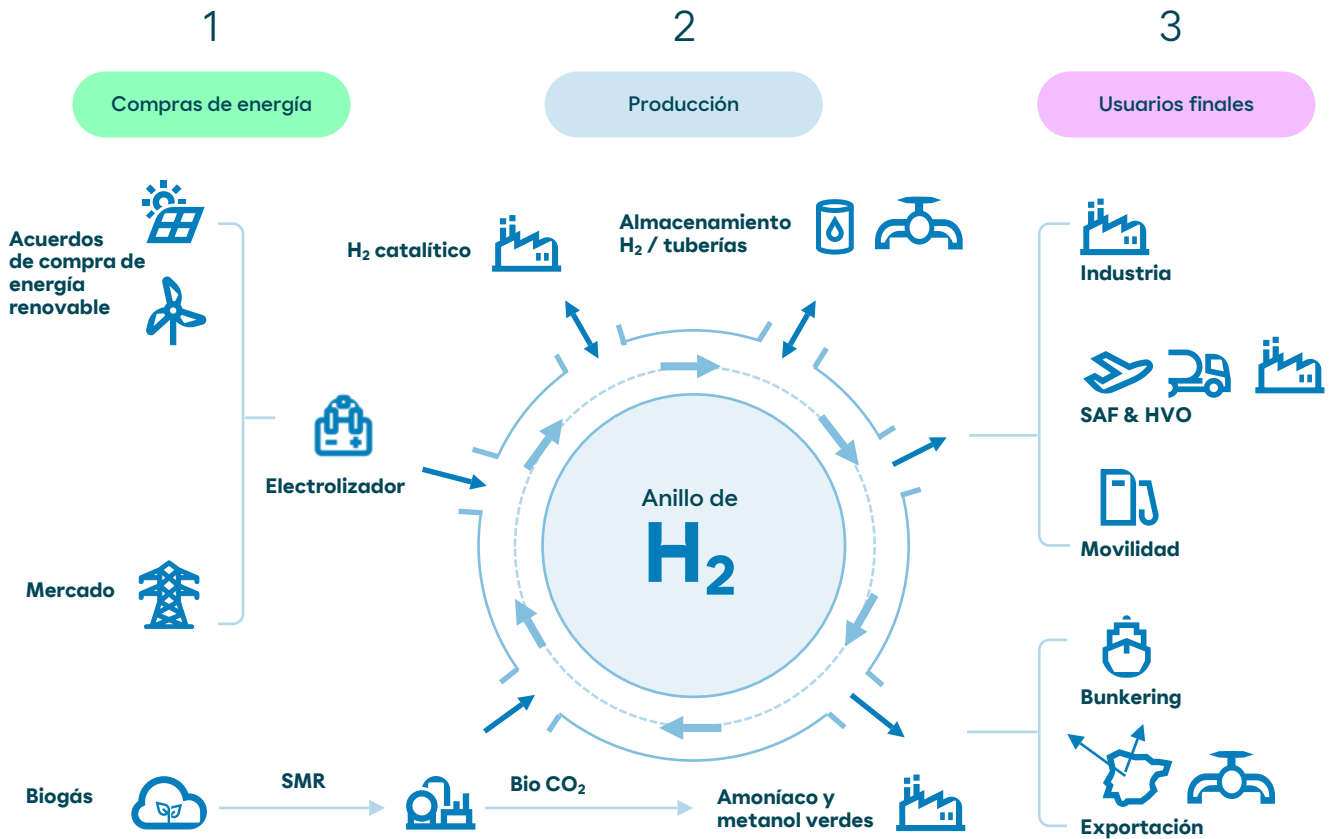 1
2
3
Compras de energía
Producción
Usuarios finales
Acuerdos
de compra de
energía
renovable
H₂ catalítico
Almacenamiento
H₂ / tuberías
Industria
SAF & HVO
Electrolizador
Anillo de
H₂
Movilidad
Mercado
Bunkering
Biogás
SMR
Bio CO₂
Amoníaco y
metanol verdes
Exportación